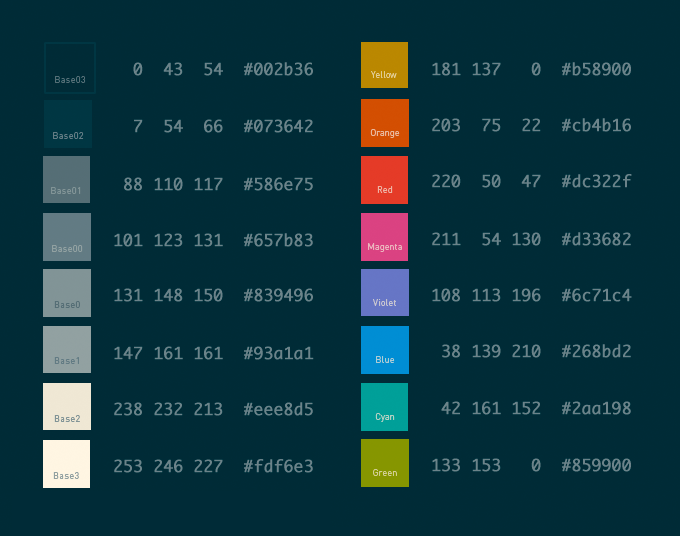 Base03 0 43 54 #002b36
Base02 7 54 66 #073642
Base01 88 110 117 #586e75
Base00 101 123 131 #657b83
Base0 131 148 150 #839496
Base1 147 161 161 #93a1a1
Base2 238 232 213 #eee8d5
Base3 253 246 227 #fdf6e3
Yellow 181 137 0 #b58900
Orange 203 75 22 #cb4b16
Red 220 50 47 #dc322f
Magenta 211 54 130 #d33682
Violet 108 113 196 #6c71c4
Blue 38 139 210 #268bd2
Cyan 42 161 152 #2aa198
Green 133 153 0 #859900